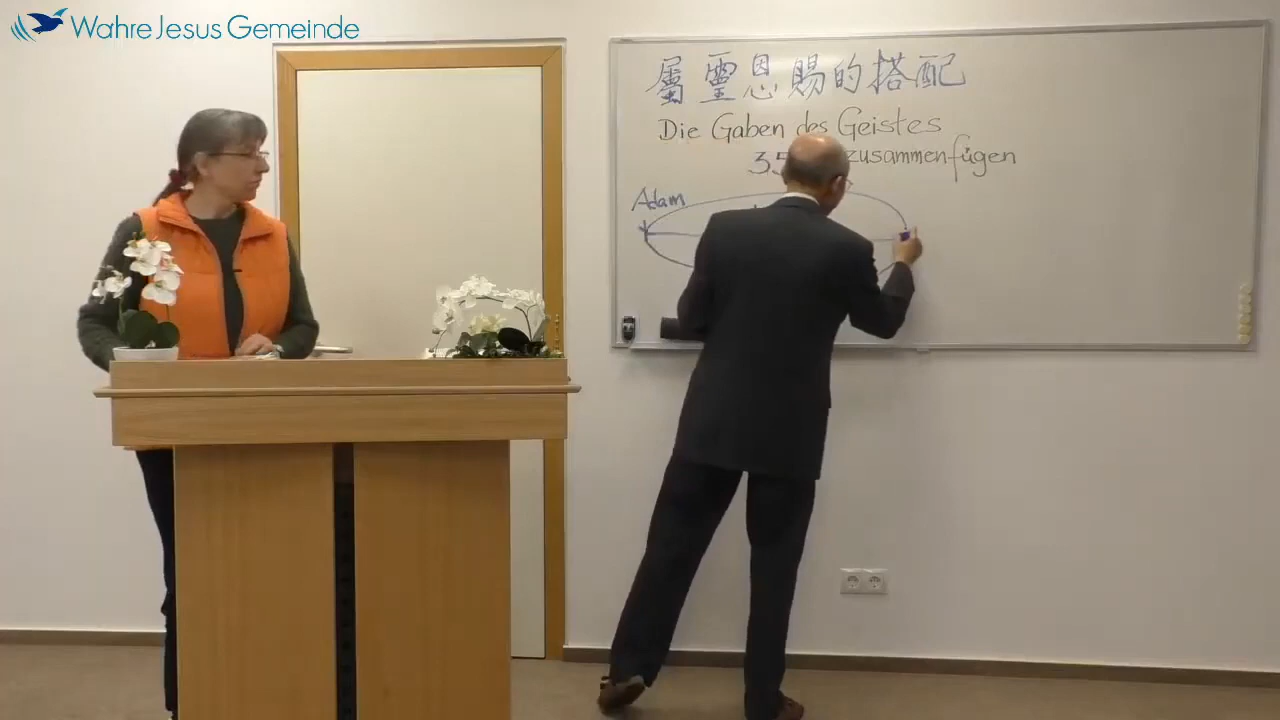 Wahre Jesus Gemeinde
屬靈恩賜的搭配
Die Gaben des Geistes
zusammenfügen
Adam